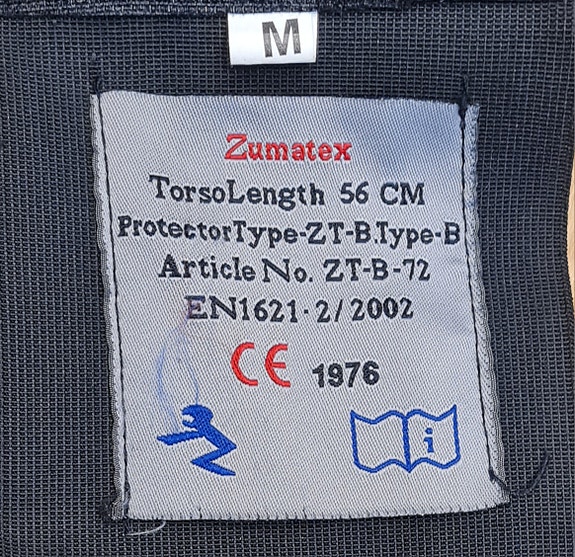 M
Zumatex
TorsoLength 56 CM
ProtectorType-ZT-B.Type-B
Article No. ZT-B-72
EN1621-2/2002
CE 1976
i